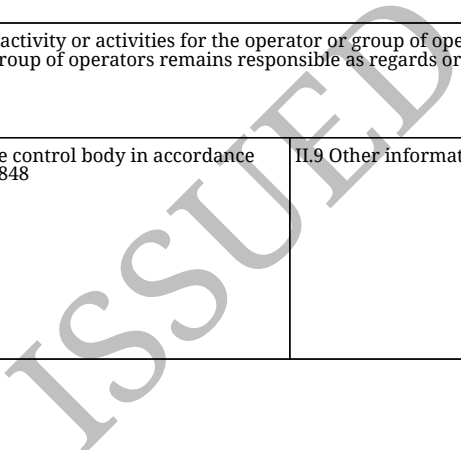 activity or activities for the operator or group of ope
roup of operators remains responsible as regards or
e control body in accordance
848
II.9 Other informat
ISSUED